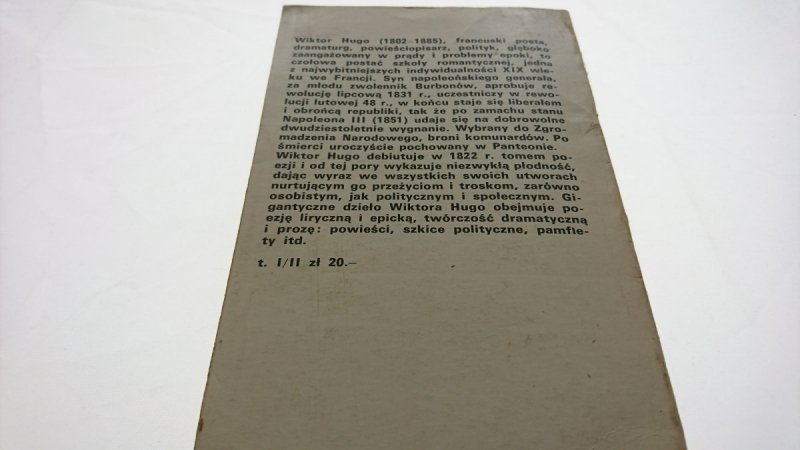 Wiktor Hugo (1802–1885), francuski poeta,
dramaturg, powieściopisarz, polityk, głęboko
zaangażowany w prądy i problemy epoki, to
czołowa postać szkoły romantycznej, jedna
z najwybitniejszych indywidualności XIX wie-
ku we Francji. Syn napoleońskiego generała,
za młodu zwolennik Burbonów, aprobuje re-
wolucję lipcową 1831 r., uczestniczy w rewo-
lucji lutowej 48 r., w końcu staje się liberałem
i obrońcą republiki, tak że po zamachu stanu
Napoleona III (1851) udaje się na dobrowolne
dwudziestoletnie wygnanie. Wybrany do Zgro-
madzenia Narodowego, broni komunardów. Po
śmierci uroczyście pochowany w Panteonie.
Wiktor Hugo debiutuje w 1822 r. tomem po-
ezji i od tej pory wykazuje niezwykłą płodność,
dając wyraz we wszystkich swoich utworach
nurtującym go przeżyciom i troskom, zarówno
osobistym, jak politycznym i społecznym. Gi-
gantyczne dzieło Wiktora Hugo obejmuje po-
ezję liryczną i epicką, twórczość dramatyczną
i prozę: powieści, szkice polityczne, pamfle-
ty itd.
t. I/II zł 20.–